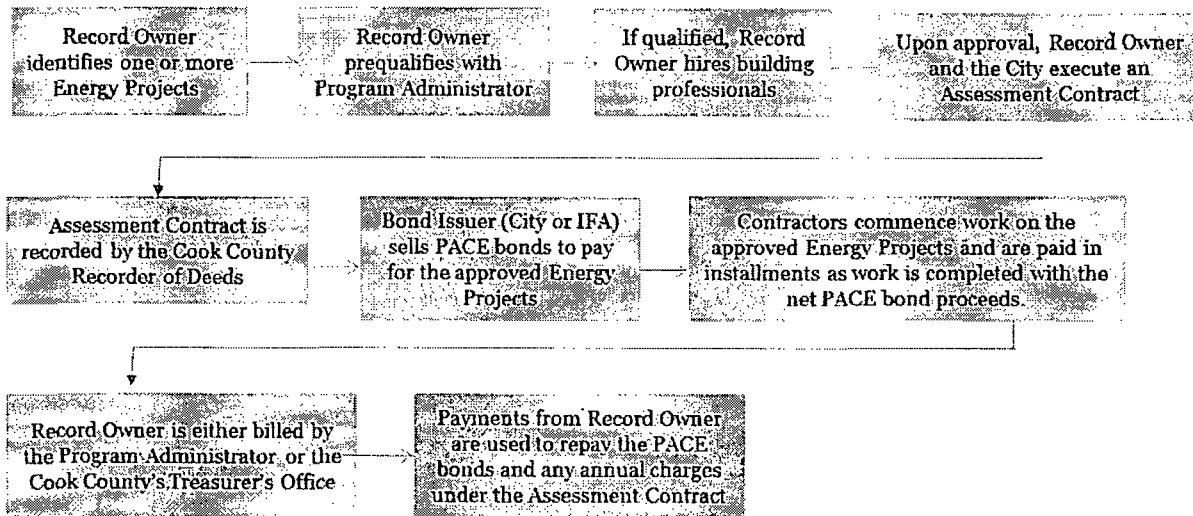 Record Owner
identifies one or more
Energy Projects
Record Owner
prequalifies with
Program Administrator
If qualified, Record
Owner hires building
professionals
Upon approval, Record Owner
and the City execute an
Assessment Contract
Assessment Contract is
recorded by the Cook County
Recorder of Deeds
Bond Issuer (City or IFA)
sells PACE bonds to pay
for the approved Energy
Projects
Contractors commence work on the
approved Energy Projects and are paid in
installments as work is completed with the
net PACE bond proceeds.
Record Owner is either billed by
the Program Administrator or the
Cook County's Treasurer's Office
Payments from Record Owner
are used to repay the PACE
bonds and any annual charges
under the Assessment Contract